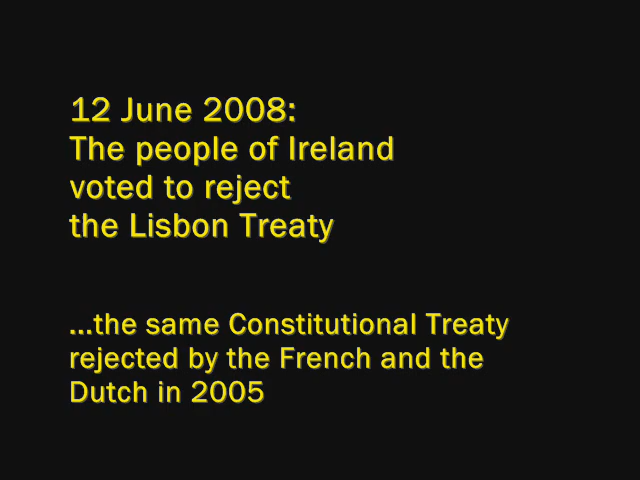 12 June 2008:
The people of Ireland
voted to reject
the Lisbon Treaty
...the same Constitutional Treaty
rejected by the French and the
Dutch in 2005